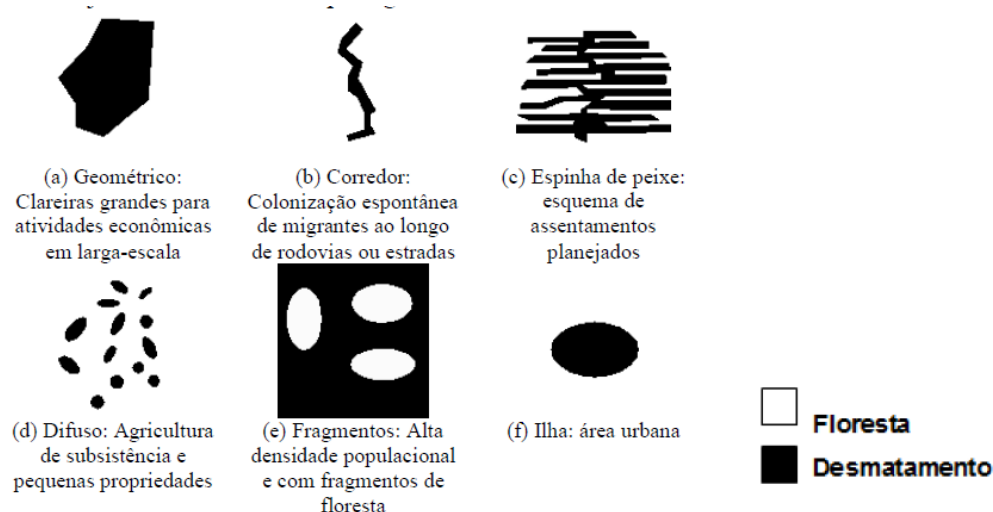 (a) Geométrico:
Clareiras grandes para
atividades econômicas
em larga-escala
(b) Corredor:
Colonização espontânea
de migrantes ao longo
de rodovias ou estradas
(c) Espinha de peixe:
esquema de
assentamentos
planejados
(d) Difuso: Agricultura
de subsistência e
pequenas propriedades
(e) Fragmentos: Alta
densidade populacional
e com fragmentos de
floresta
(f) Ilha: área urbana
Floresta
Desmatamento